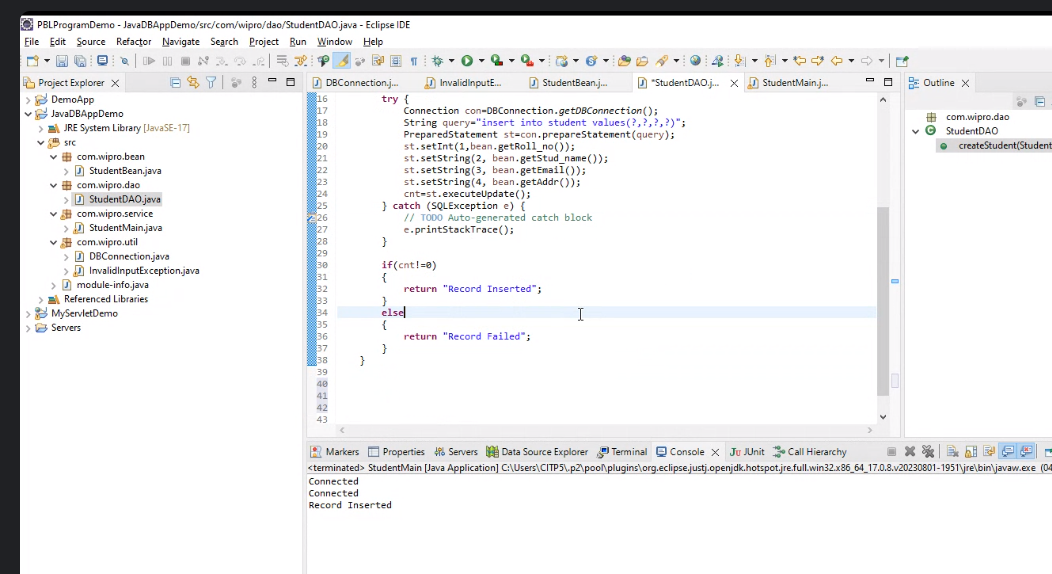 PBLProgramDemo - JavaDBAppDemo/src/com/wipro/dao/StudentDAO.java - Eclipse IDE
File Edit Source Refactor Navigate Search Project Run Window Help
Project Explorer
DBConnection.j... InvalidInputE... StudentBean.j... *StudentDAO.j... StudentMain.j...
Outline
DemoApp
JavaDBAppDemo
JRE System Library [JavaSE-17]
src
com.wipro.bean
StudentBean.java
com.wipro.dao
StudentDAO.java
com.wipro.service
StudentMain.java
com.wipro.util
DBConnection.java
InvalidInputException.java
module-info.java
Referenced Libraries
MyServletDemo
Servers
16 try {
17 Connection con=DBConnection.getDBConnection();
18 String query="insert into student values(?,?,?,?)";
19 PreparedStatement st=con.prepareStatement(query);
20 st.setInt(1,bean.getRoll_no());
21 st.setString(2, bean.getStud_name());
22 st.setString(3, bean.getEmail());
23 st.setString(4, bean.getAddr());
24 cnt=st.executeUpdate();
25 } catch (SQLException e) {
26 // TODO Auto-generated catch block
27 e.printStackTrace();
28 }
29
30 if(cnt!=0)
31 {
32 return "Record Inserted";
33 }
34 else
35 {
36 return "Record Failed";
37 }
38 }
39
40
41
42
43
com.wipro.dao
StudentDAO
createStudent(Student
Markers Properties Servers Data Source Explorer Terminal Console JUnit Call Hierarchy
<terminated> StudentMain [Java Application] C:\Users\CITP5\.p2\pool\plugins\org.eclipse.justj.openjdk.hotspot.jre.full.win32.x86_64_17.0.8.v20230801-1951\jre\bin\javaw.exe (04
Connected
Connected
Record Inserted